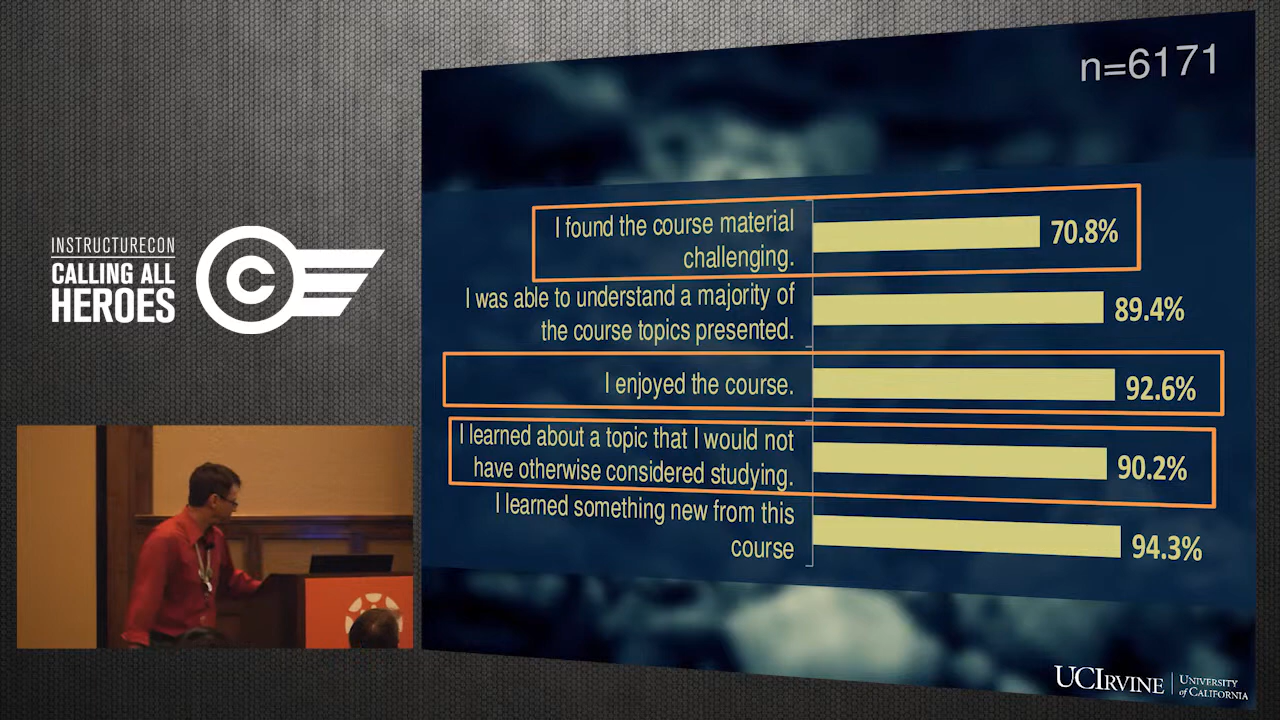 INSTRUCTURECON
CALLING ALL
HEROES
C
n=6171
I found the course material
challenging.
70.8%
I was able to understand a majority of
the course topics presented.
89.4%
I enjoyed the course.
92.6%
I learned about a topic that I would not
have otherwise considered studying.
90.2%
I learned something new from this
course
94.3%
UCIRVINE
UNIVERSITY
of CALIFORNIA